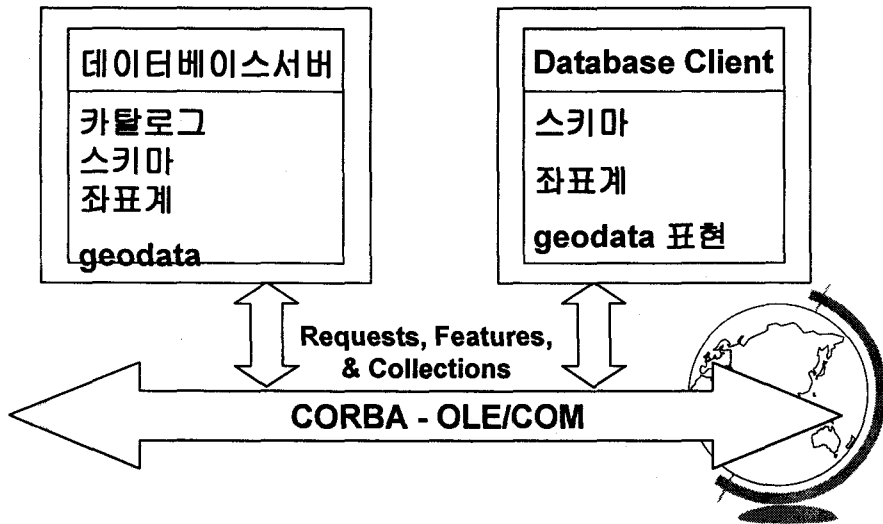 데이터베이스서버
카탈로그
스키마
좌표계
geodata
Database Client
스키마
좌표계
geodata 표현
Requests, Features,
& Collections
CORBA - OLE/COM